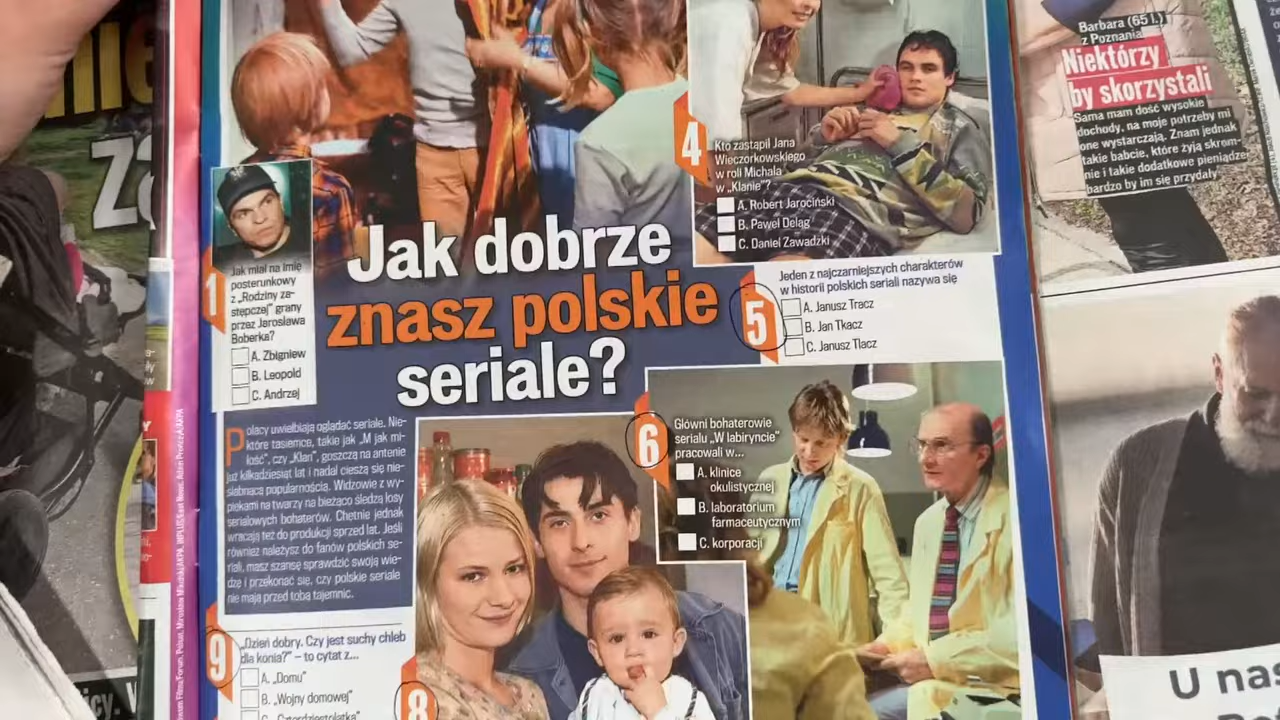 Jak dobrze
znasz polskie
seriale?
1
Jak miał na imię
posterunkowy
z „Rodziny za-
stępczej” grany
przez Jarosława
Boberka?
A. Zbigniew
B. Leopold
C. Andrzej
Polacy uwielbiają oglądać seriale. Nie-
które tasiemce, takie jak „M jak mi-
łość”, czy „Klan”, goszczą na antenie
już kilkadziesiąt lat i nadal cieszą się nie-
słabnącą popularnością. Widzowie z wy-
piekami na twarzy na bieżąco śledzą losy
serialowych bohaterów. Chętnie jednak
wracają też do produkcji sprzed lat. Jeśli
również należysz do fanów polskich se-
riali, masz szansę sprawdzić swoją wie-
dzę i przekonać się, czy polskie seriale
nie mają przed tobą tajemnic.
4
Kto zastąpił Jana
Wieczorkowskiego
w roli Michała
w „Klanie”?
A. Robert Jarociński
B. Paweł Deląg
C. Daniel Zawadzki
5
Jeden z najczarniejszych charakterów
w historii polskich seriali nazywa się
A. Janusz Tracz
B. Jan Tkacz
C. Janusz Tłacz
6
Główni bohaterowie
serialu „W labiryncie”
pracowali w...
A. klinice
okulistycznej
B. laboratorium
farmaceutycznym
C. korporacji
8
9
„Dzień dobry. Czy jest suchy chleb
dla konia?” – to cytat z...
A. „Domu”
B. „Wojny domowej”
C. „Czterdziestolatka”
Barbara (65 l.)
z Poznania
Niektórzy
by skorzystali
Sama mam dość wysokie
dochody, na moje potrzeby mi
one wystarczają. Znam jednak
takie babcie, które żyją skrom-
nie i takie dodatkowe pieniądze
bardzo by im się przydały
U nas